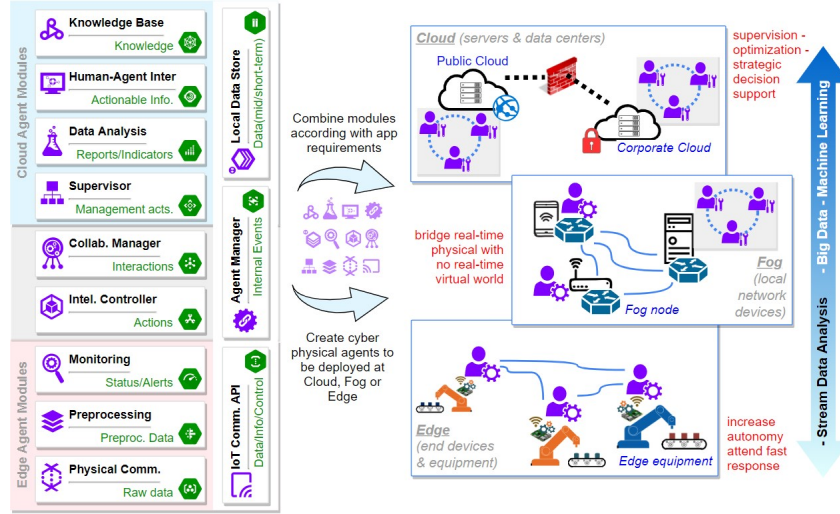 Cloud Agent Modules
Knowledge Base
Knowledge
Human-Agent Inter
Actionable Info.
Data Analysis
Reports/Indicators
Supervisor
Management acts.
Collab. Manager
Interactions
Intel. Controller
Actions
Edge Agent Modules
Monitoring
Status/Alerts
Preprocessing
Preproc. Data
Physical Comm.
Raw data
Local Data Store
Data(mid/short-term)
Agent Manager
Internal Events
IoT Comm. API
Data/Info/Control
Combine modules
according with app
requirements
Create cyber
physical agents to
be deployed at
Cloud, Fog or
Edge
Cloud (servers & data centers)
Public Cloud
Corporate Cloud
supervision -
optimization -
strategic
decision
support
bridge real-time
physical with
no real-time
virtual world
Fog node
Fog
(local
network
devices)
Edge
(end devices
& equipment)
Edge equipment
increase
autonomy
attend fast
response
- Stream Data Analysis      - Big Data - Machine Learning